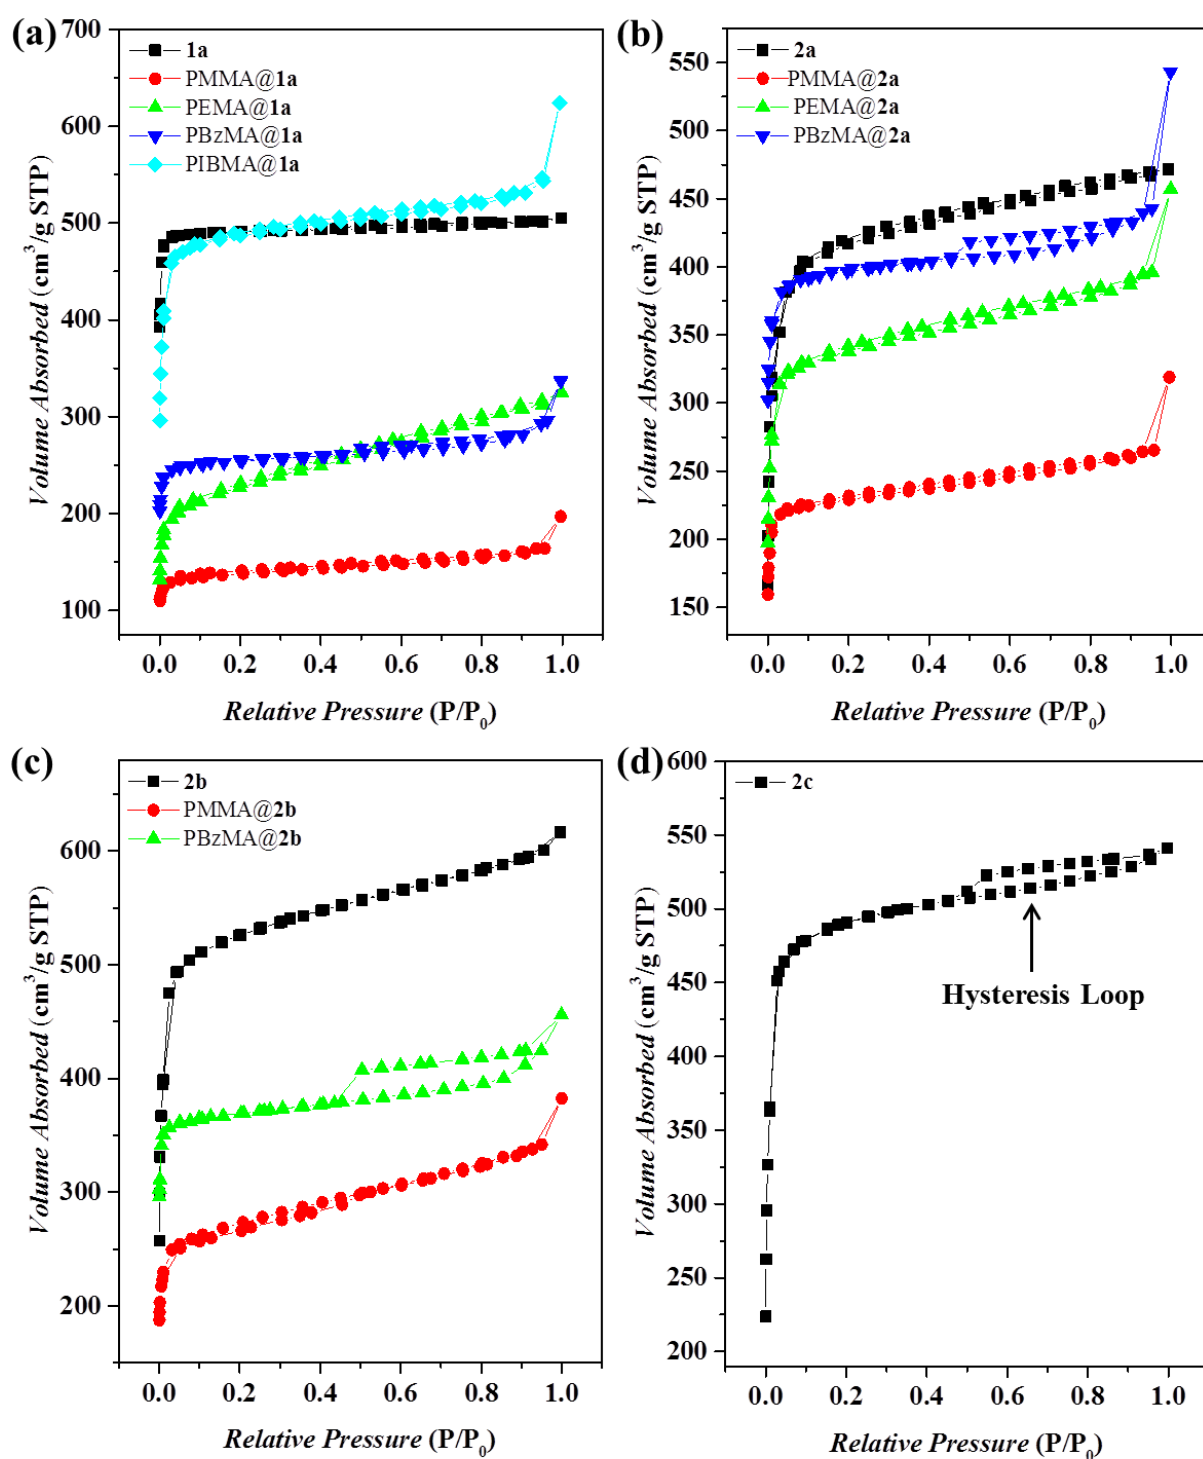 (a)
700
600
500
400
300
200
100
Volume Absorbed (cm³/g STP)
1a
PMMA@1a
PEMA@1a
PBzMA@1a
PIBMA@1a
0.0 0.2 0.4 0.6 0.8 1.0
Relative Pressure (P/P₀)
(b)
550
500
450
400
350
300
250
200
150
Volume Absorbed (cm³/g STP)
2a
PMMA@2a
PEMA@2a
PBzMA@2a
0.0 0.2 0.4 0.6 0.8 1.0
Relative Pressure (P/P₀)
(c)
600
500
400
300
200
Volume Absorbed (cm³/g STP)
2b
PMMA@2b
PBzMA@2b
0.0 0.2 0.4 0.6 0.8 1.0
Relative Pressure (P/P₀)
(d)
600
550
500
450
400
350
300
250
200
Volume Absorbed (cm³/g STP)
2c
Hysteresis Loop
0.0 0.2 0.4 0.6 0.8 1.0
Relative Pressure (P/P₀)